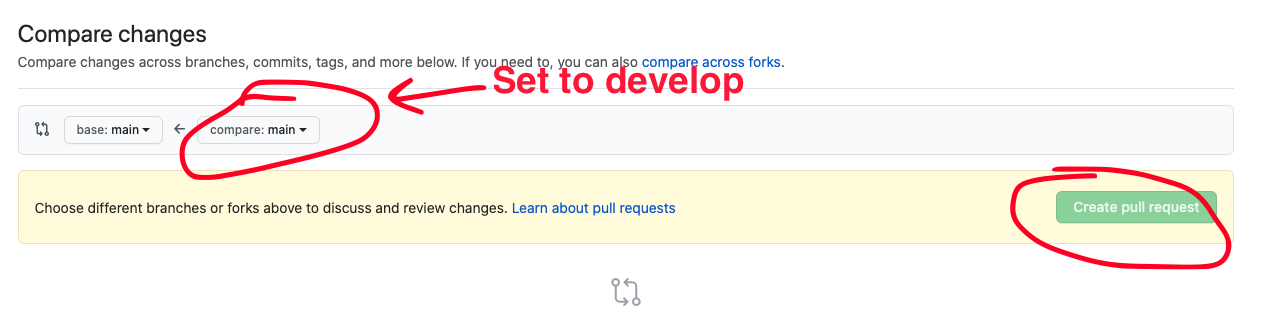 Compare changes
Compare changes across branches, commits, tags, and more below. If you need to, you can also compare across forks.
Set to develop
base: main
compare: main
Choose different branches or forks above to discuss and review changes. Learn about pull requests
Create pull request